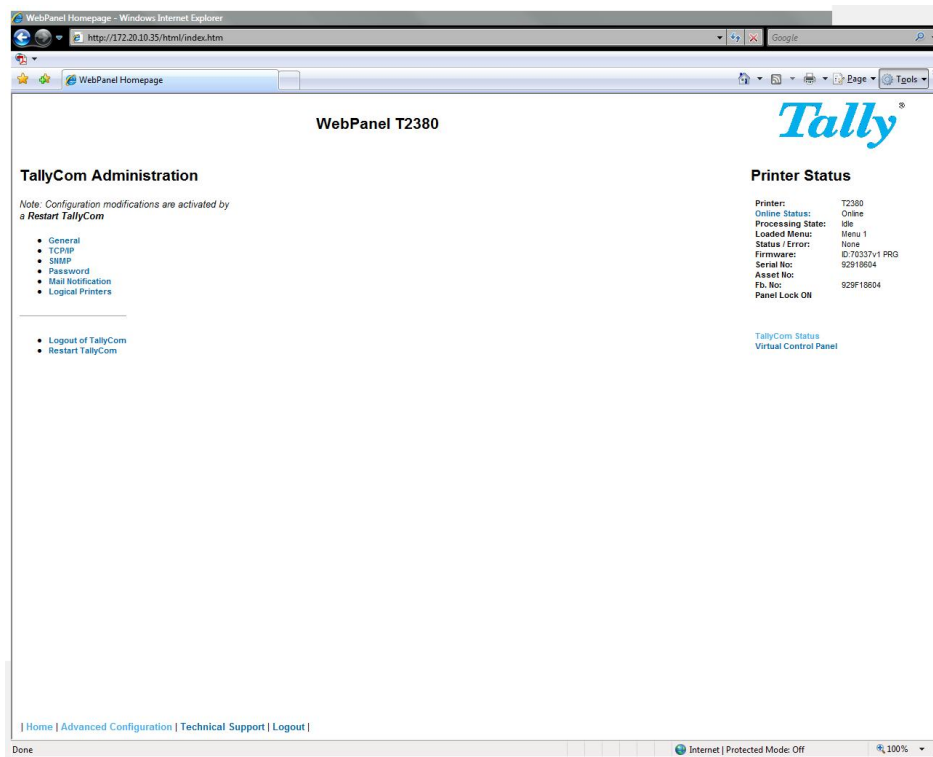 WebPanel Homepage - Windows Internet Explorer
http://172.20.10.35/html/index.htm
Google
WebPanel Homepage
Page
Tools
WebPanel T2380
Tally®
TallyCom Administration
Note: Configuration modifications are activated by
a Restart TallyCom
General
TCP/IP
SNMP
Password
Mail Notification
Logical Printers
Logout of TallyCom
Restart TallyCom
Printer Status
Printer: T2380
Online Status: Online
Processing State: Idle
Loaded Menu: Menu 1
Status / Error: None
Firmware: ID:70337v1 PRG
Serial No: 92918604
Asset No:
Fb. No: 929F18604
Panel Lock ON
TallyCom Status
Virtual Control Panel
| Home | Advanced Configuration | Technical Support | Logout |
Done
Internet | Protected Mode: Off
100%